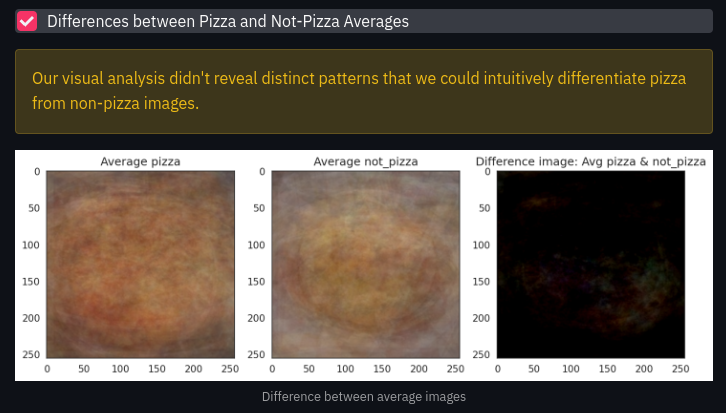 Differences between Pizza and Not-Pizza Averages
Our visual analysis didn't reveal distinct patterns that we could intuitively differentiate pizza
from non-pizza images.
Average pizza
0
50
100
150
200
250
0 50 100 150 200 250
Average not_pizza
0
50
100
150
200
250
0 50 100 150 200 250
Difference image: Avg pizza & not_pizza
0
50
100
150
200
250
0 50 100 150 200 250
Difference between average images